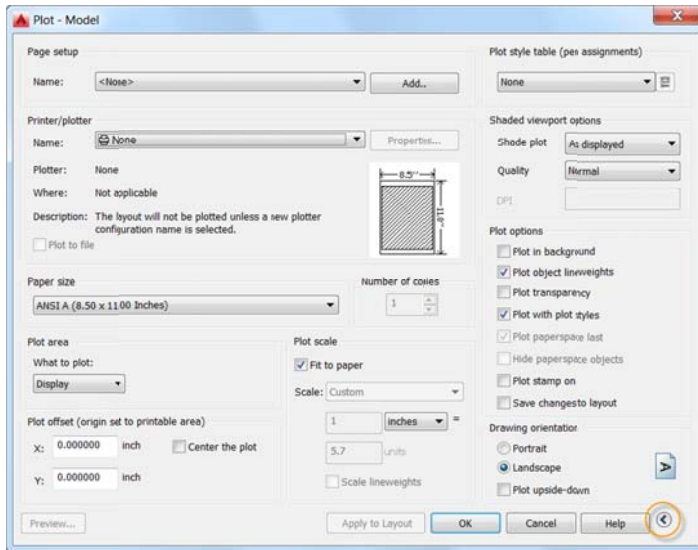 Plot - Model
Page setup
Name: <None> Add..
Printer/plotter
Name: None Properties...
Plotter: None
Where: Not applicable
Description: The layout will not be plotted unless a new plotter
configuration name is selected.
Plot to file
8.5''
11.0''
Paper size
ANSI A (8.50 x 11.00 Inches)
Number of copies
1
Plot area
What to plot:
Display
Plot scale
Fit to paper
Scale: Custom
1 inches =
5.7 units
Scale lineweights
Plot offset (origin set to printable area)
X: 0.000000 inch Center the plot
Y: 0.000000 inch
Plot style table (pen assignments)
None
Shaded viewport options
Shade plot As displayed
Quality Normal
DPI
Plot options
Plot in background
Plot object lineweights
Plot transparency
Plot with plot styles
Plot paperspace last
Hide paperspace objects
Plot stamp on
Save changes to layout
Drawing orientation
Portrait
Landscape
A
Plot upside-down
Preview... Apply to Layout OK Cancel Help